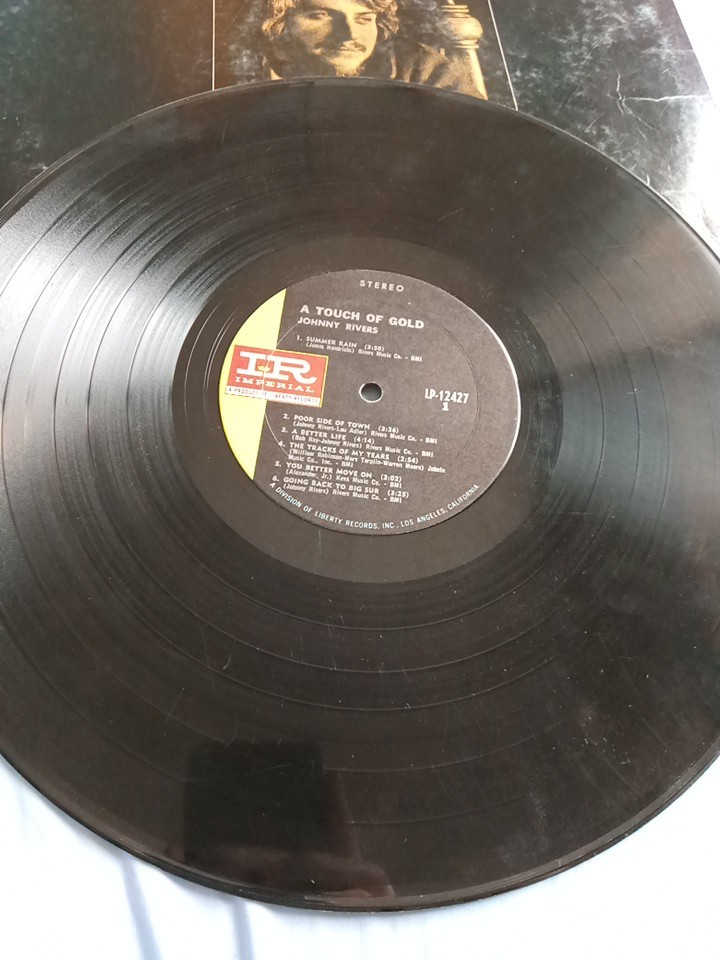 STEREO
A TOUCH OF GOLD
JOHNNY RIVERS
1. SUMMER RAIN (3:50)
(James Hendricks) Rivers Music Co. - BMI
IR
IMPERIAL
A PRODUCT OF LIBERTY RECORDS
LP-12427
1
2. POOR SIDE OF TOWN (3:36)
(Johnny Rivers-Lou Adler) Rivers Music Co. - BMI
3. A BETTER LIFE (4:14)
(Bob Ray-Johnny Rivers) Rivers Music Co. - BMI
4. THE TRACKS OF MY TEARS (2:54)
(William Robinson-Marv Tarplin-Warren Moore) Jobete
Music Co., Inc. - BMI
5. YOU BETTER MOVE ON (3:02)
(Alexander, Jr.) Keys Music Co. - BMI
6. GOING BACK TO BIG SUR (3:25)
(Johnny Rivers) Rivers Music Co. - BMI
A DIVISION OF LIBERTY RECORDS, INC., LOS ANGELES, CALIFORNIA